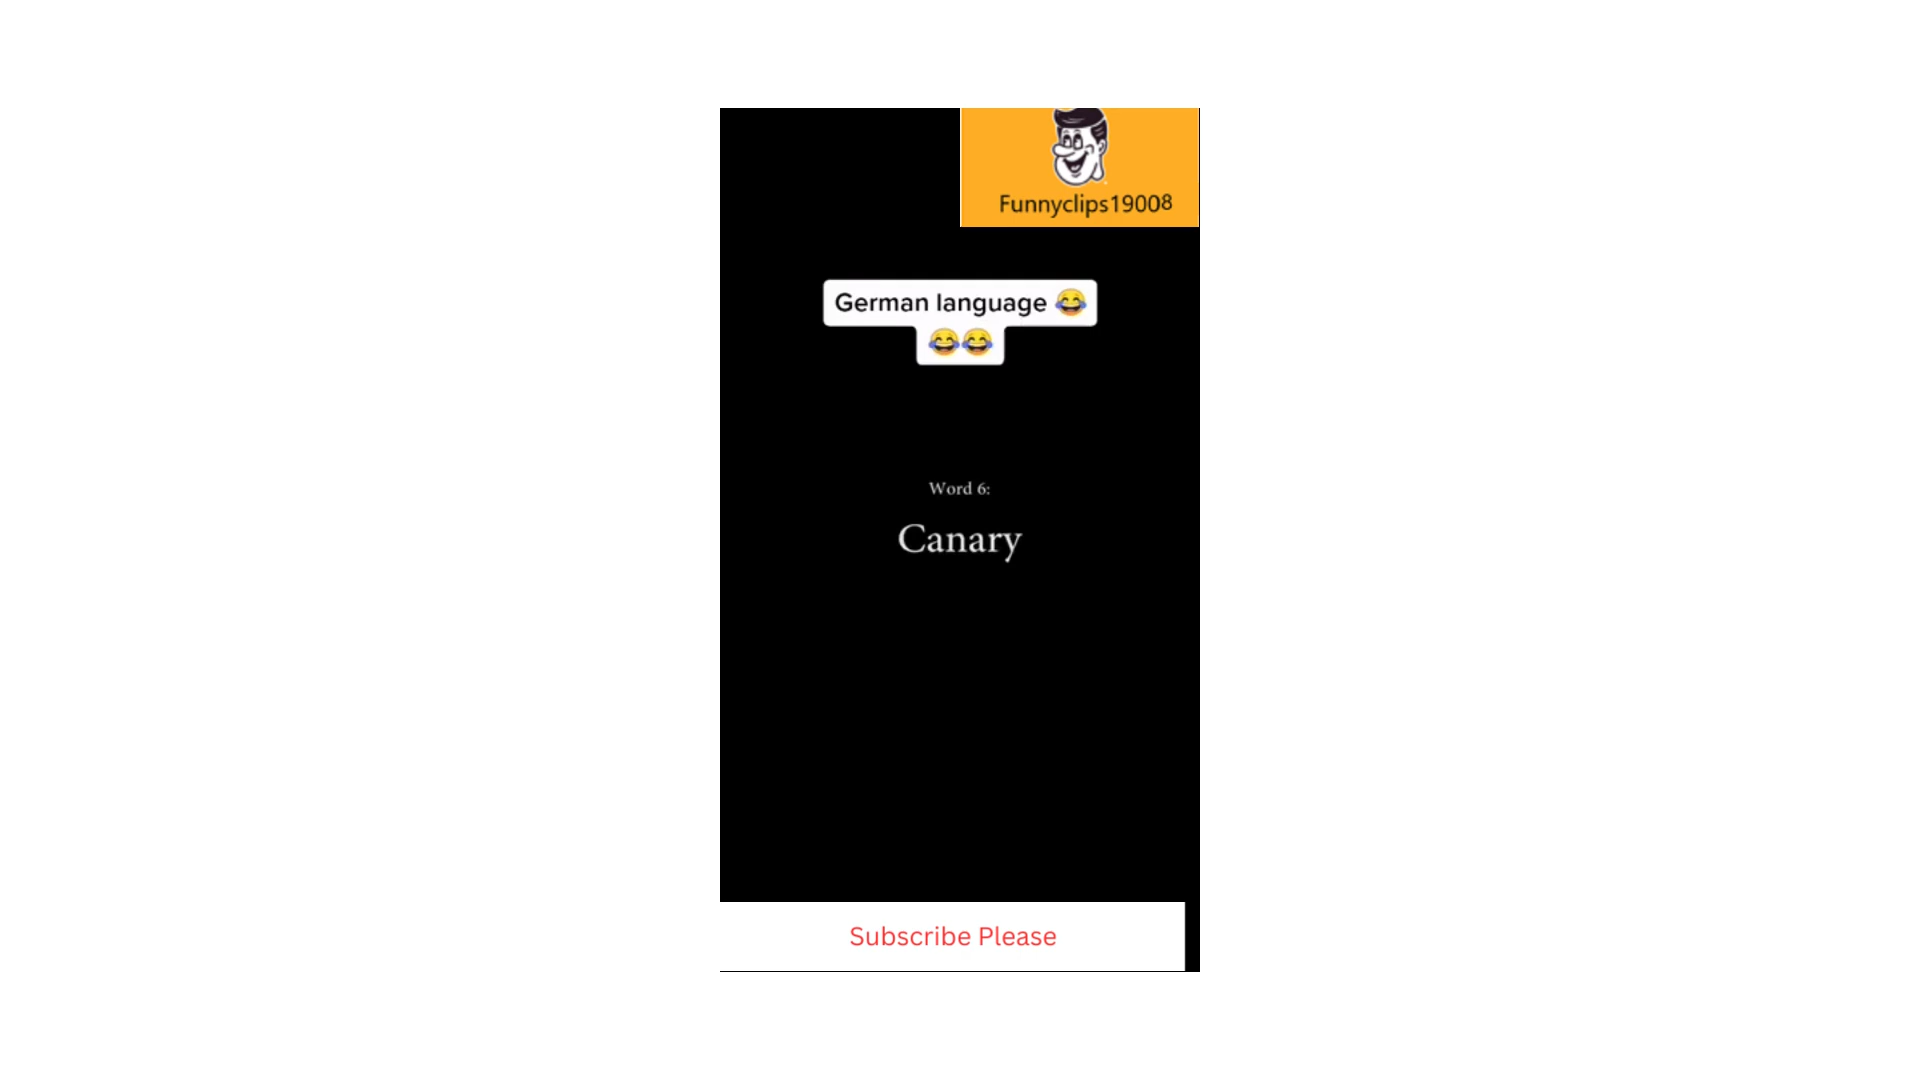 Funnyclips19008
German language 😂
😂😂
Word 6:
Canary
Subscribe Please